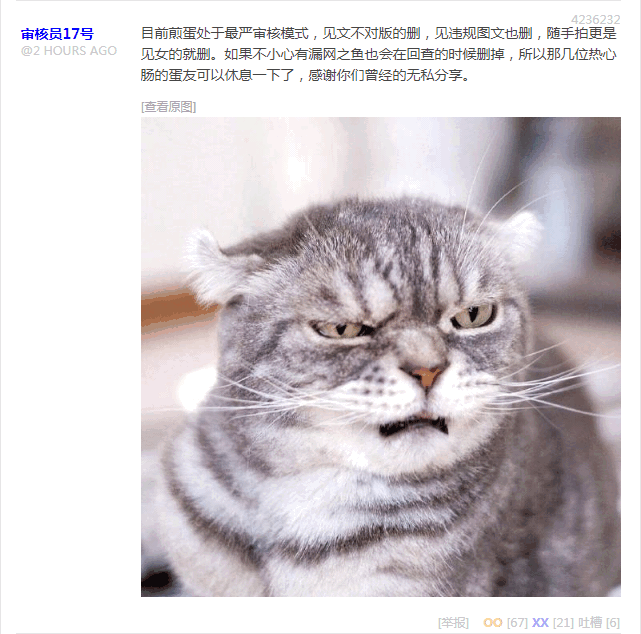 4236232
审核员17号
@2 HOURS AGO
目前煎蛋处于最严审核模式，见文不对版的删，见违规图文也删，随手拍更是
见女的就删。如果不小心有漏网之鱼也会在回查的时候删掉，所以那几位热心
肠的蛋友可以休息一下了，感谢你们曾经的无私分享。
[查看原图]
[举报] OO [67] XX [21] 吐槽 [6]